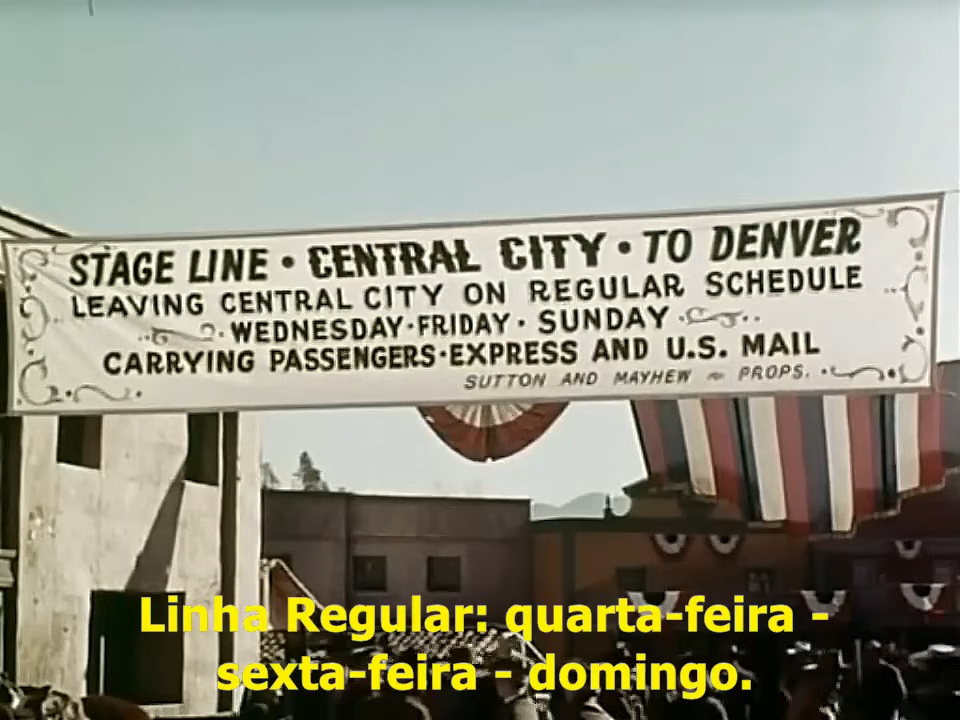 STAGE LINE • CENTRAL CITY • TO DENVER
LEAVING CENTRAL CITY ON REGULAR SCHEDULE
WEDNESDAY • FRIDAY • SUNDAY
CARRYING PASSENGERS • EXPRESS AND U.S. MAIL
SUTTON AND MAYHEW ~ PROPS.
Linha Regular: quarta-feira -
sexta-feira - domingo.